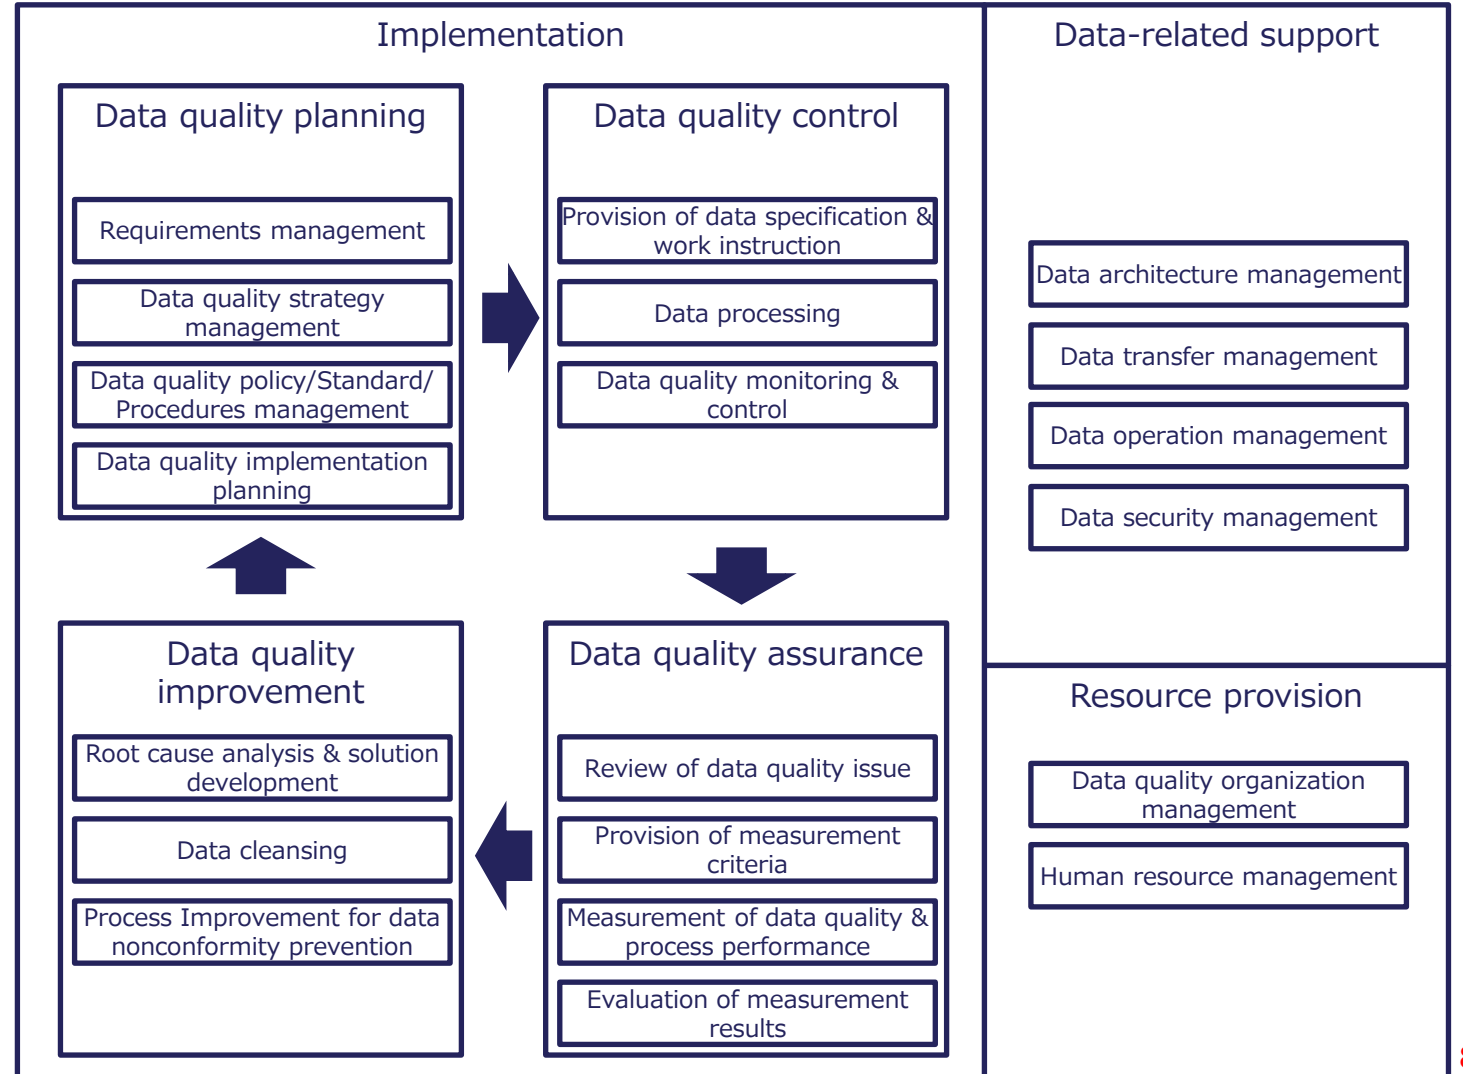 Implementation
Data quality planning
Requirements management
Data quality strategy
management
Data quality policy/Standard/
Procedures management
Data quality implementation
planning
Data quality control
Provision of data specification &
work instruction
Data processing
Data quality monitoring &
control
Data quality
improvement
Root cause analysis & solution
development
Data cleansing
Process Improvement for data
nonconformity prevention
Data quality assurance
Review of data quality issue
Provision of measurement
criteria
Measurement of data quality &
process performance
Evaluation of measurement
results
Data-related support
Data architecture management
Data transfer management
Data operation management
Data security management
Resource provision
Data quality organization
management
Human resource management